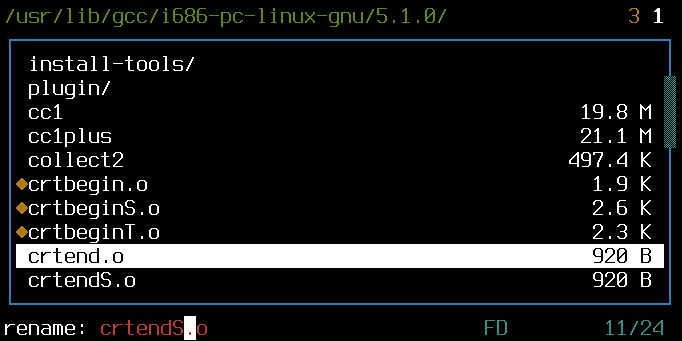 /usr/lib/gcc/i686-pc-linux-gnu/5.1.0/ 3 1
install-tools/
plugin/
cc1 19.8 M
cc1plus 21.1 M
collect2 497.4 K
◆crtbegin.o 1.9 K
◆crtbeginS.o 2.6 K
◆crtbeginT.o 2.3 K
crtend.o 920 B
crtendS.o 920 B
rename: crtendS.o FD 11/24